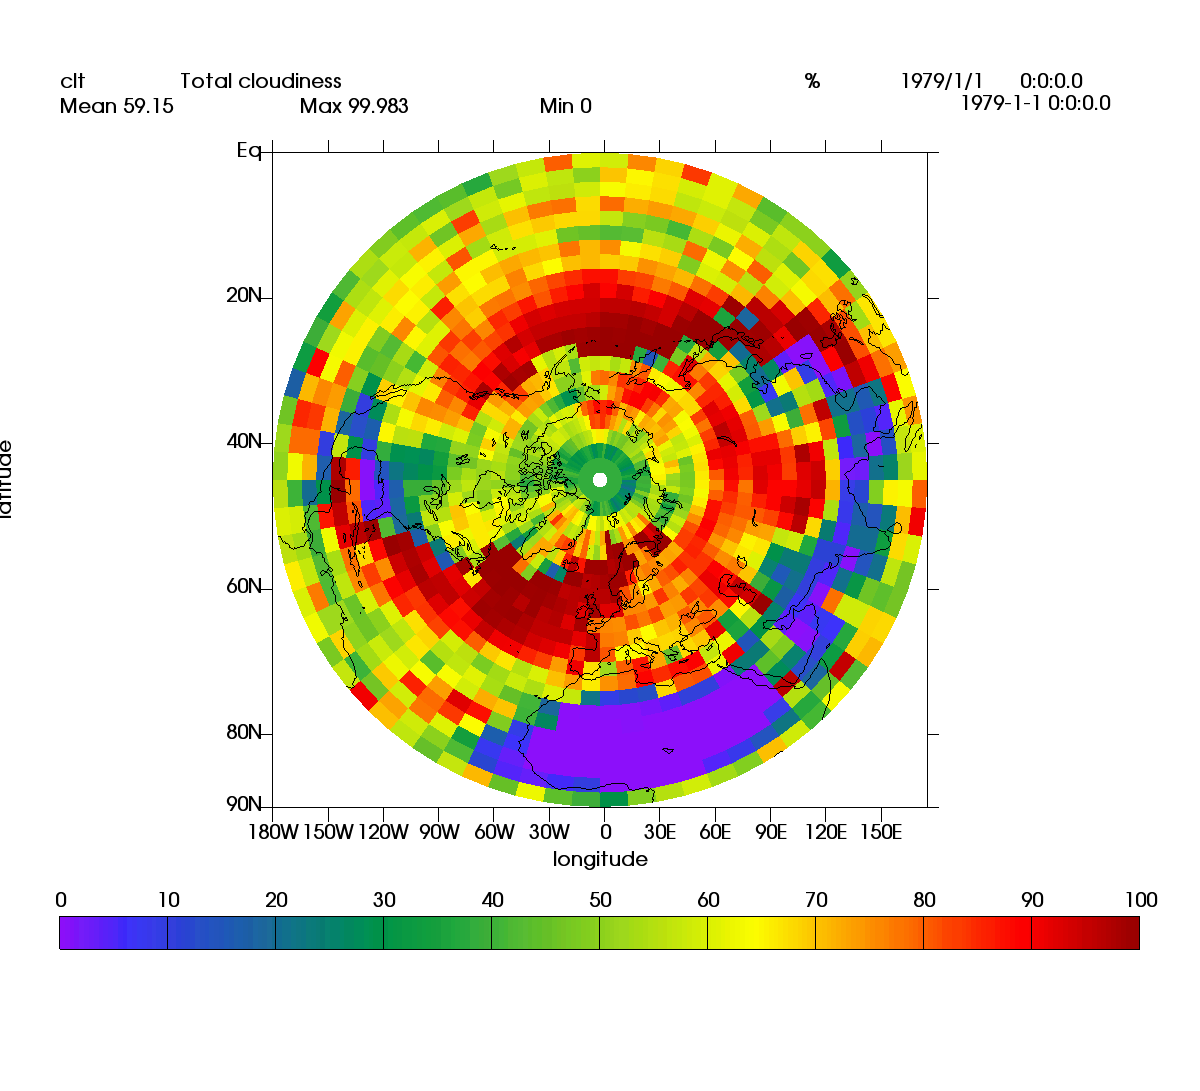 clt Total cloudiness % 1979/1/1 0:0:0.0
Mean 59.15 Max 99.983 Min 0 1979-1-1 0:0:0.0
Eq
20N
40N
60N
80N
90N
latitude
180W 150W 120W 90W 60W 30W 0 30E 60E 90E 120E 150E
longitude
0 10 20 30 40 50 60 70 80 90 100